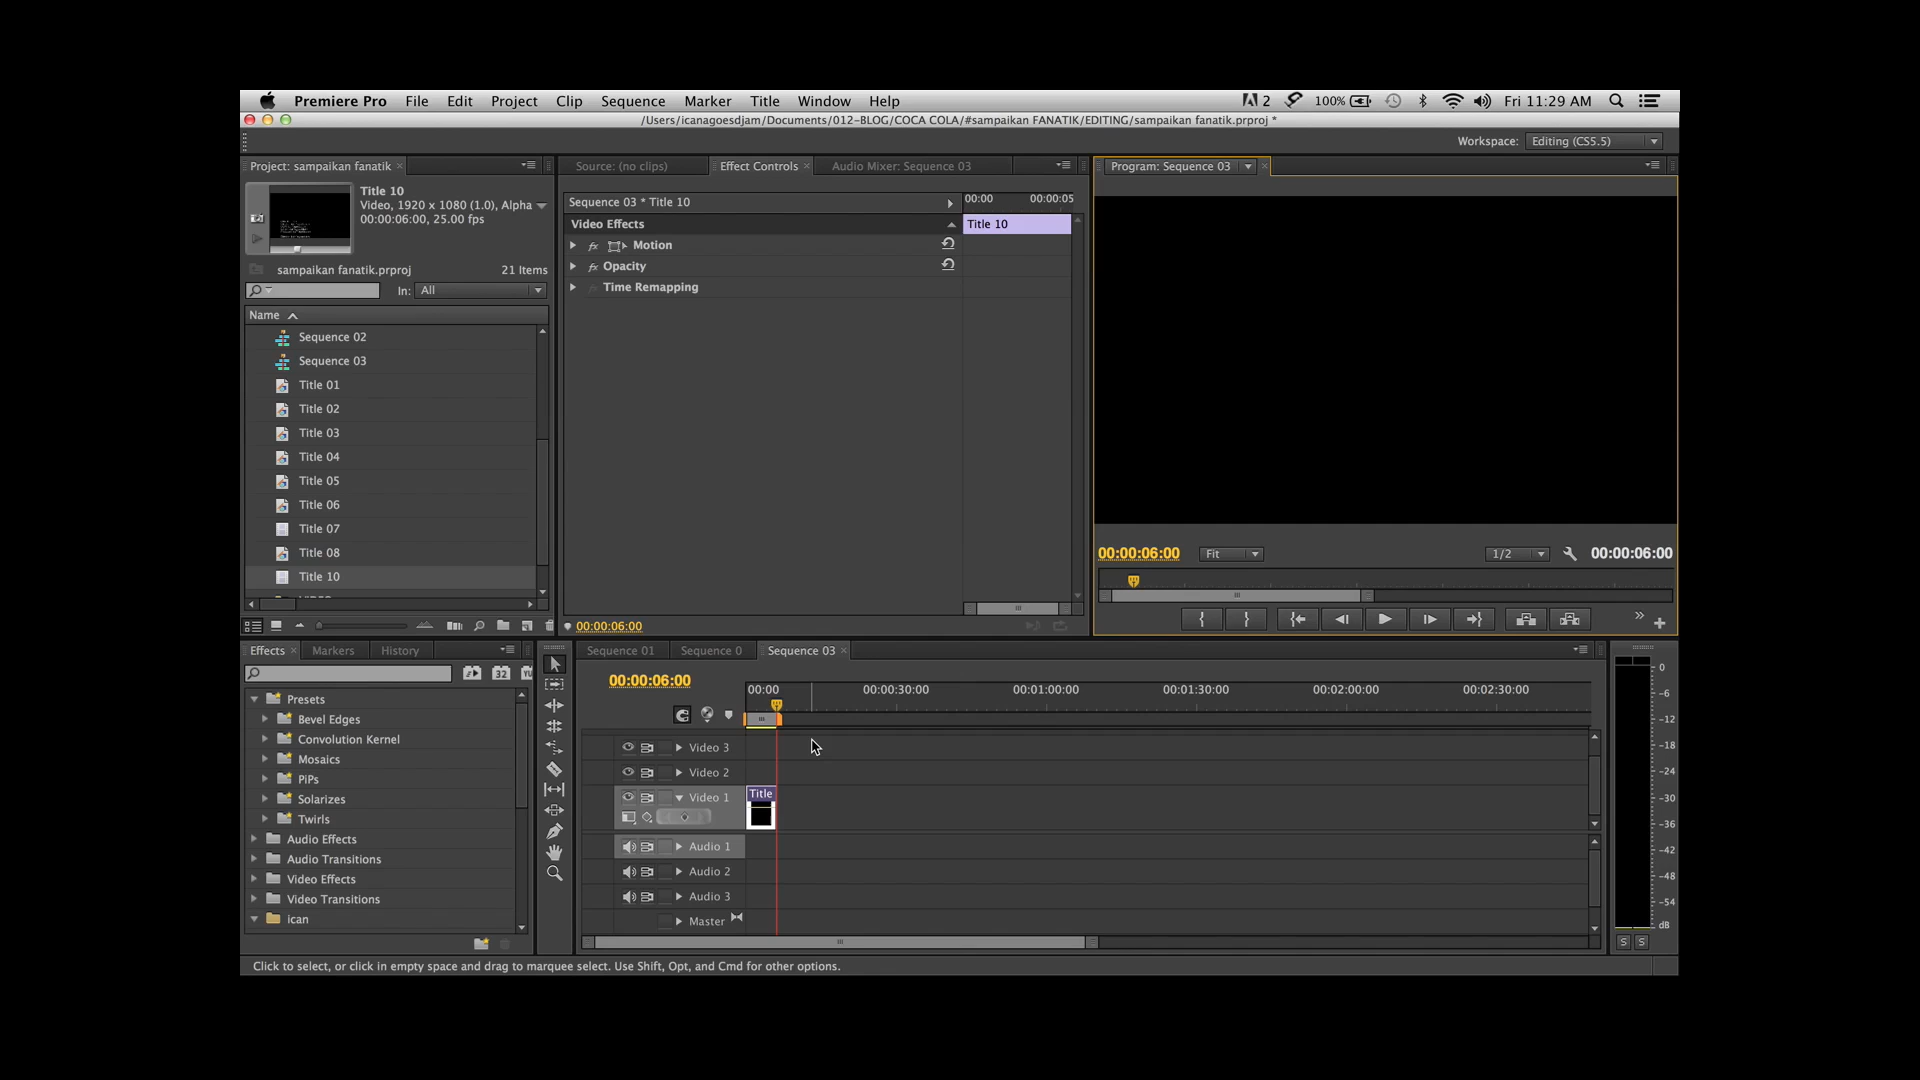 Premiere Pro File Edit Project Clip Sequence Marker Title Window Help 2 100% Fri 11:29 AM
/Users/icanagoesdjam/Documents/012-BLOG/COCA COLA/#sampaikan FANATIK/EDITING/sampaikan fanatik.prproj *
Workspace: Editing (CS5.5)
Project: sampaikan fanatik
Title 10
Video, 1920 x 1080 (1.0), Alpha
00:00:06:00, 25.00 fps
sampaikan fanatik.prproj 21 Items
In: All
Name
Sequence 02
Sequence 03
Title 01
Title 02
Title 03
Title 04
Title 05
Title 06
Title 07
Title 08
Title 10
Source: (no clips) Effect Controls Audio Mixer: Sequence 03
Sequence 03 * Title 10 00:00 00:00:05
Video Effects Title 10
fx Motion
fx Opacity
Time Remapping
00:00:06:00
Program: Sequence 03
00:00:06:00 Fit 1/2 00:00:06:00
Effects Markers History
32
Presets
Bevel Edges
Convolution Kernel
Mosaics
PiPs
Solarizes
Twirls
Audio Effects
Audio Transitions
Video Effects
Video Transitions
ican
Sequence 01 Sequence 0 Sequence 03
00:00:06:00 00:00 00:00:30:00 00:01:00:00 00:01:30:00 00:02:00:00 00:02:30:00
Video 3
Video 2
Video 1 Title
Audio 1
Audio 2
Audio 3
Master
0
-6
-12
-18
-24
-30
-36
-42
-48
-54
dB
S S
Click to select, or click in empty space and drag to marquee select. Use Shift, Opt, and Cmd for other options.